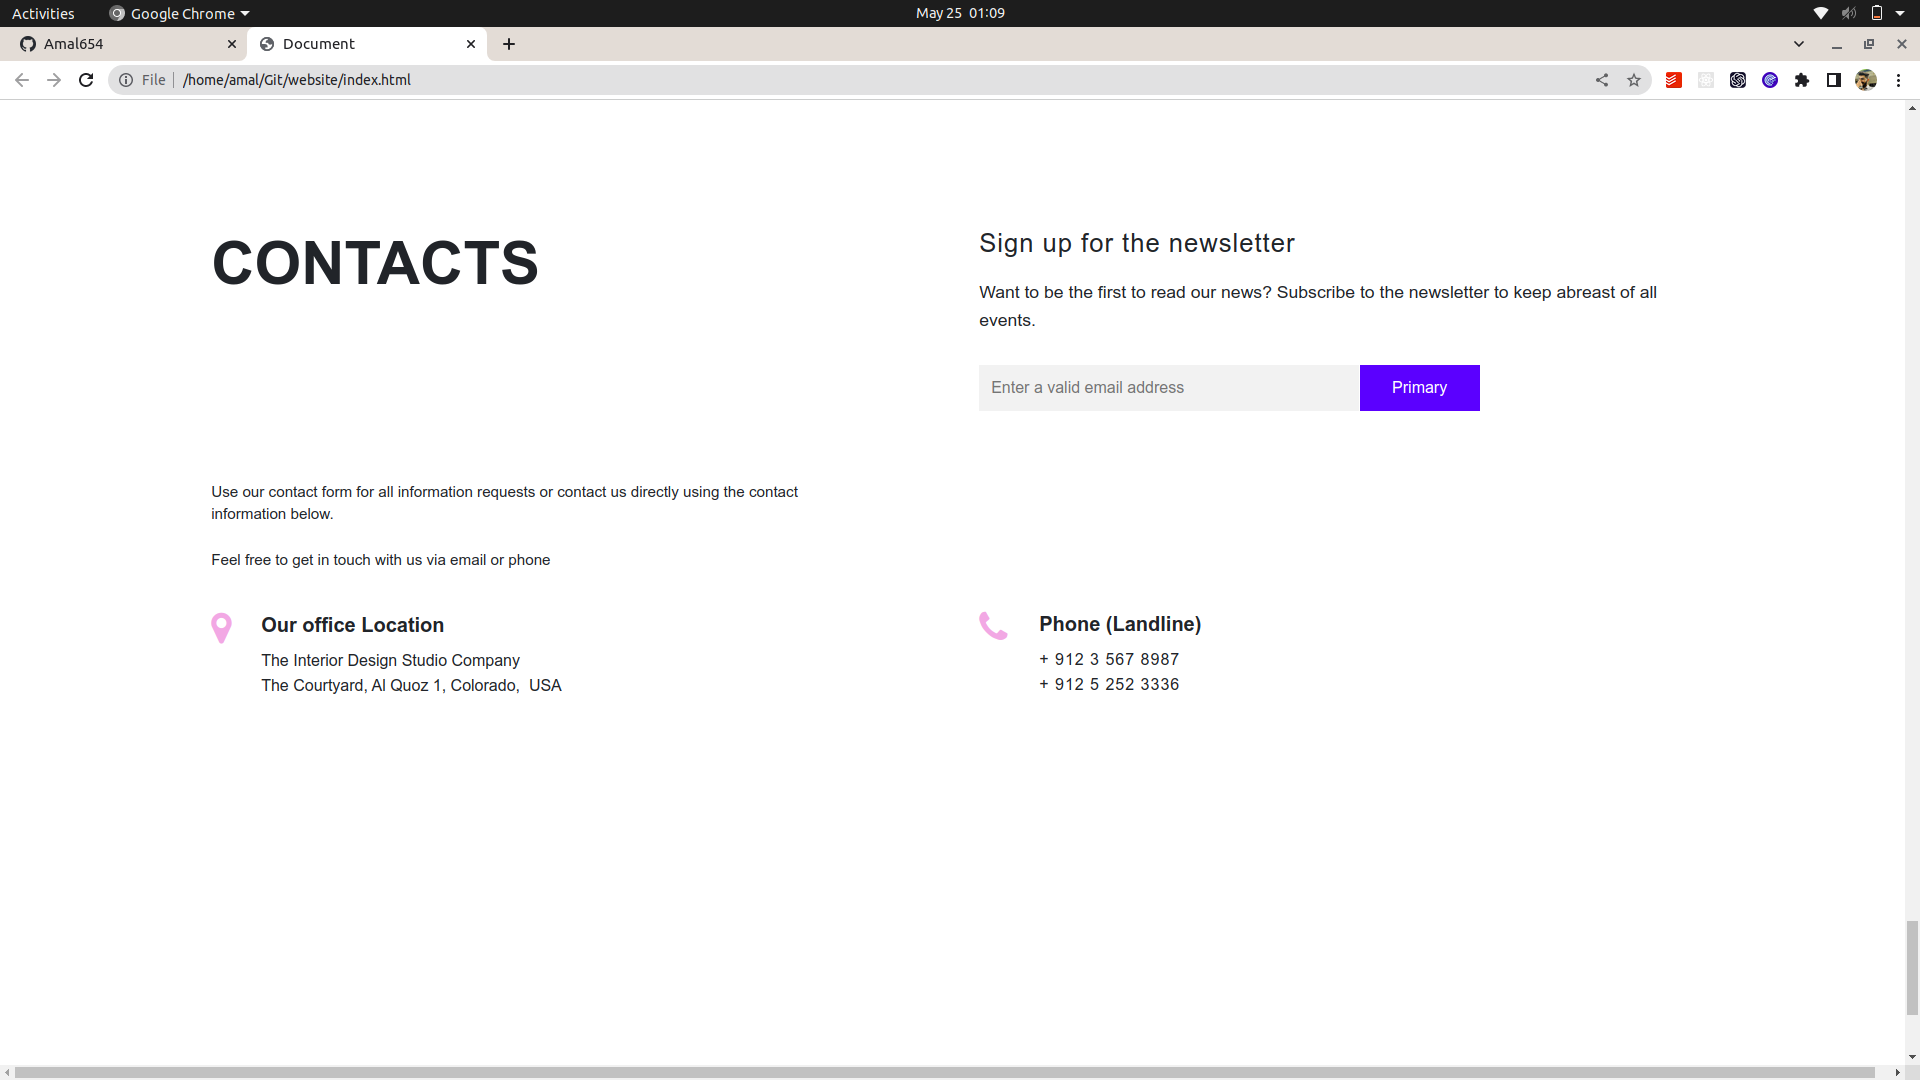 Activities
Google Chrome
May 25 01:09
Amal654
Document
File
/home/amal/Git/website/index.html
CONTACTS
Sign up for the newsletter
Want to be the first to read our news? Subscribe to the newsletter to keep abreast of all
events.
Enter a valid email address
Primary
Use our contact form for all information requests or contact us directly using the contact
information below.
Feel free to get in touch with us via email or phone
Our office Location
The Interior Design Studio Company
The Courtyard, Al Quoz 1, Colorado,  USA
Phone (Landline)
+ 912 3 567 8987
+ 912 5 252 3336